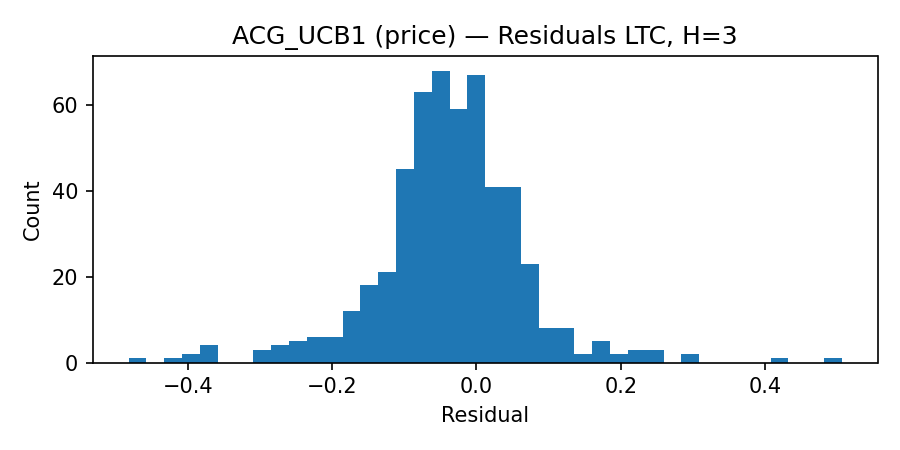 ACG_UCB1 (price) — Residuals LTC, H=3
Count
60
40
20
0
−0.4 −0.2 0.0 0.2 0.4
Residual